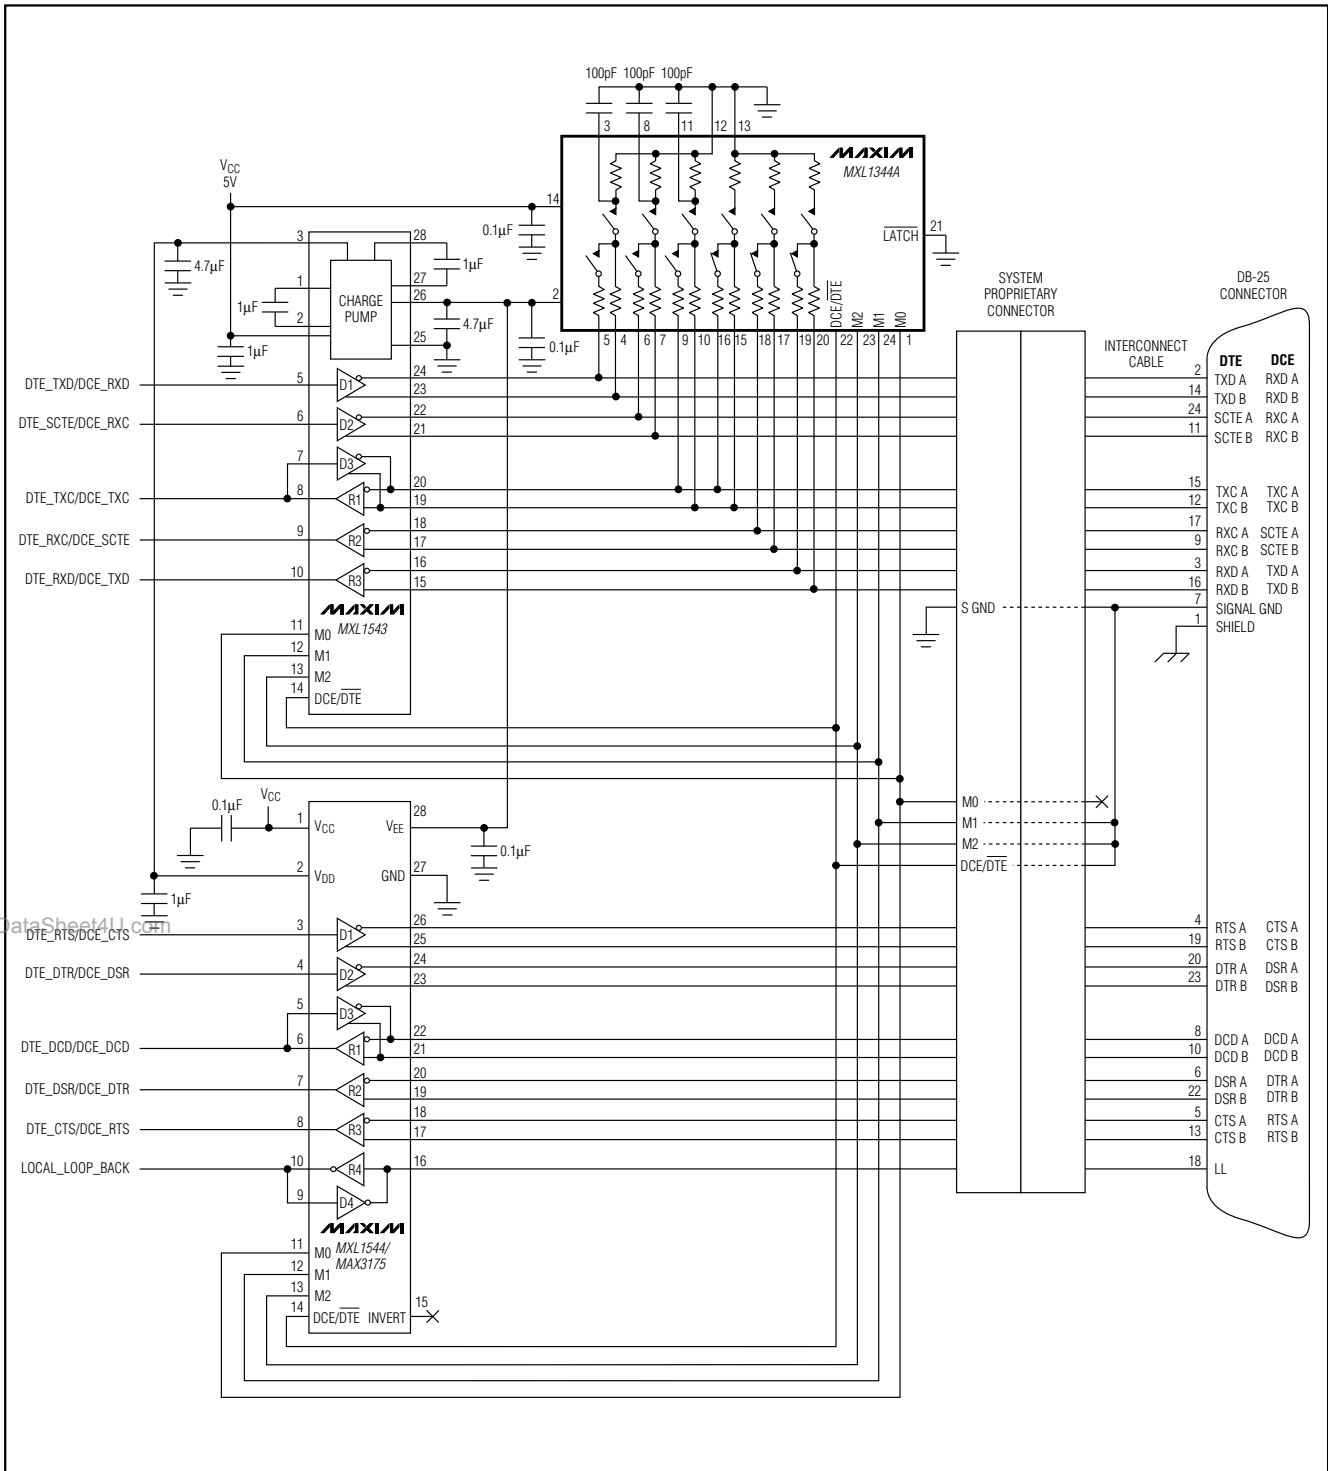 100pF 100pF 100pF
3 8 11 12 13
MAXIM
MXL1344A
VCC
5V
14
0.1µF
LATCH
21
3
28
4.7µF
1µF
27
26
2
1
1µF
2
CHARGE
PUMP
4.7µF
0.1µF
25
1µF
DCE/DTE
M2
M1
M0
5 4 6 7 9 10 16 15 18 17 19 20 22 23 24 1
SYSTEM
PROPRIETARY
CONNECTOR
DB-25
CONNECTOR
INTERCONNECT
CABLE
DTE DCE
DTE_TXD/DCE_RXD 5 D1 24 2 TXD A RXD A
23 14 TXD B RXD B
DTE_SCTE/DCE_RXC 6 D2 22 24 SCTE A RXC A
21 11 SCTE B RXC B
7 D3
DTE_TXC/DCE_TXC 8 R1 20 15 TXC A TXC A
19 12 TXC B TXC B
DTE_RXC/DCE_SCTE 9 R2 18 17 RXC A SCTE A
17 9 RXC B SCTE B
DTE_RXD/DCE_TXD 10 R3 16 3 RXD A TXD A
15 16 RXD B TXD B
S GND 7 SIGNAL GND
1 SHIELD
MAXIM
MXL1543
11 M0
12 M1
13 M2
14 DCE/DTE
0.1µF
VCC
1 VCC VEE 28
0.1µF
2 VDD GND 27
1µF
M0
M1
M2
DCE/DTE
DataSheet4U.com
DTE_RTS/DCE_CTS 3 D1 26 4 RTS A CTS A
25 19 RTS B CTS B
DTE_DTR/DCE_DSR 4 D2 24 20 DTR A DSR A
23 23 DTR B DSR B
5 D3
DTE_DCD/DCE_DCD 6 R1 22 8 DCD A DCD A
21 10 DCD B DCD B
DTE_DSR/DCE_DTR 7 R2 20 6 DSR A DTR A
19 22 DSR B DTR B
DTE_CTS/DCE_RTS 8 R3 18 5 CTS A RTS A
17 13 CTS B RTS B
LOCAL_LOOP_BACK 10 R4 16 18 LL
9 D4
MAXIM
MXL1544/
MAX3175
11 M0
12 M1
13 M2
14 DCE/DTE INVERT 15